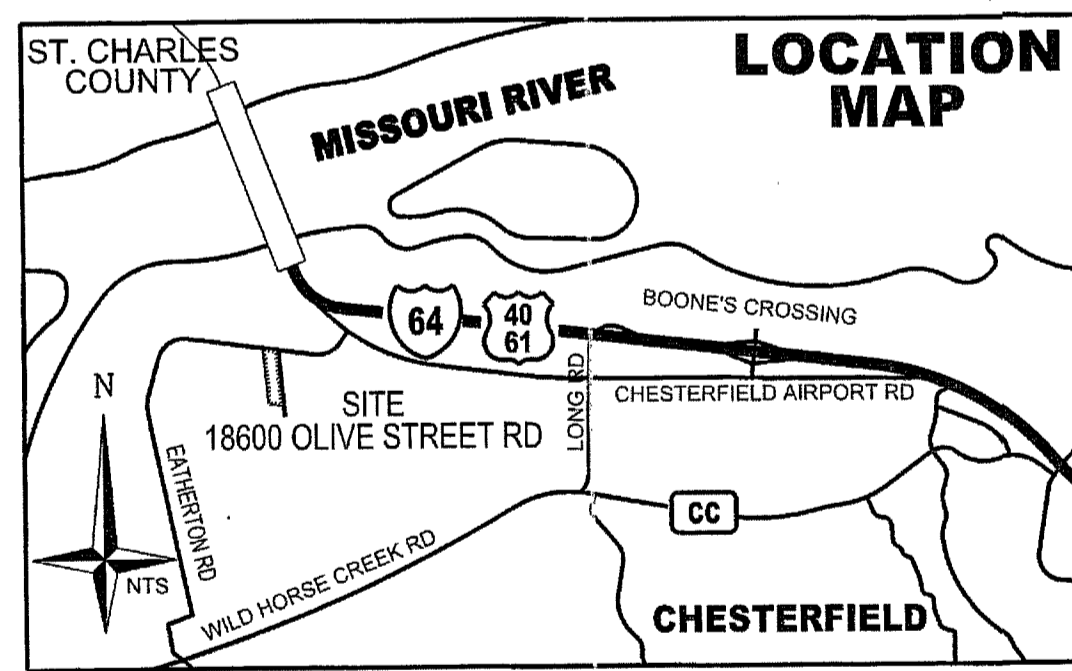 ST. CHARLES
COUNTY
LOCATION
MAP
MISSOURI RIVER
64
40
61
BOONE'S CROSSING
LONG RD
CHESTERFIELD AIRPORT RD
N
SITE
18600 OLIVE STREET RD
EATHERTON RD
CC
NTS
WILD HORSE CREEK RD
CHESTERFIELD